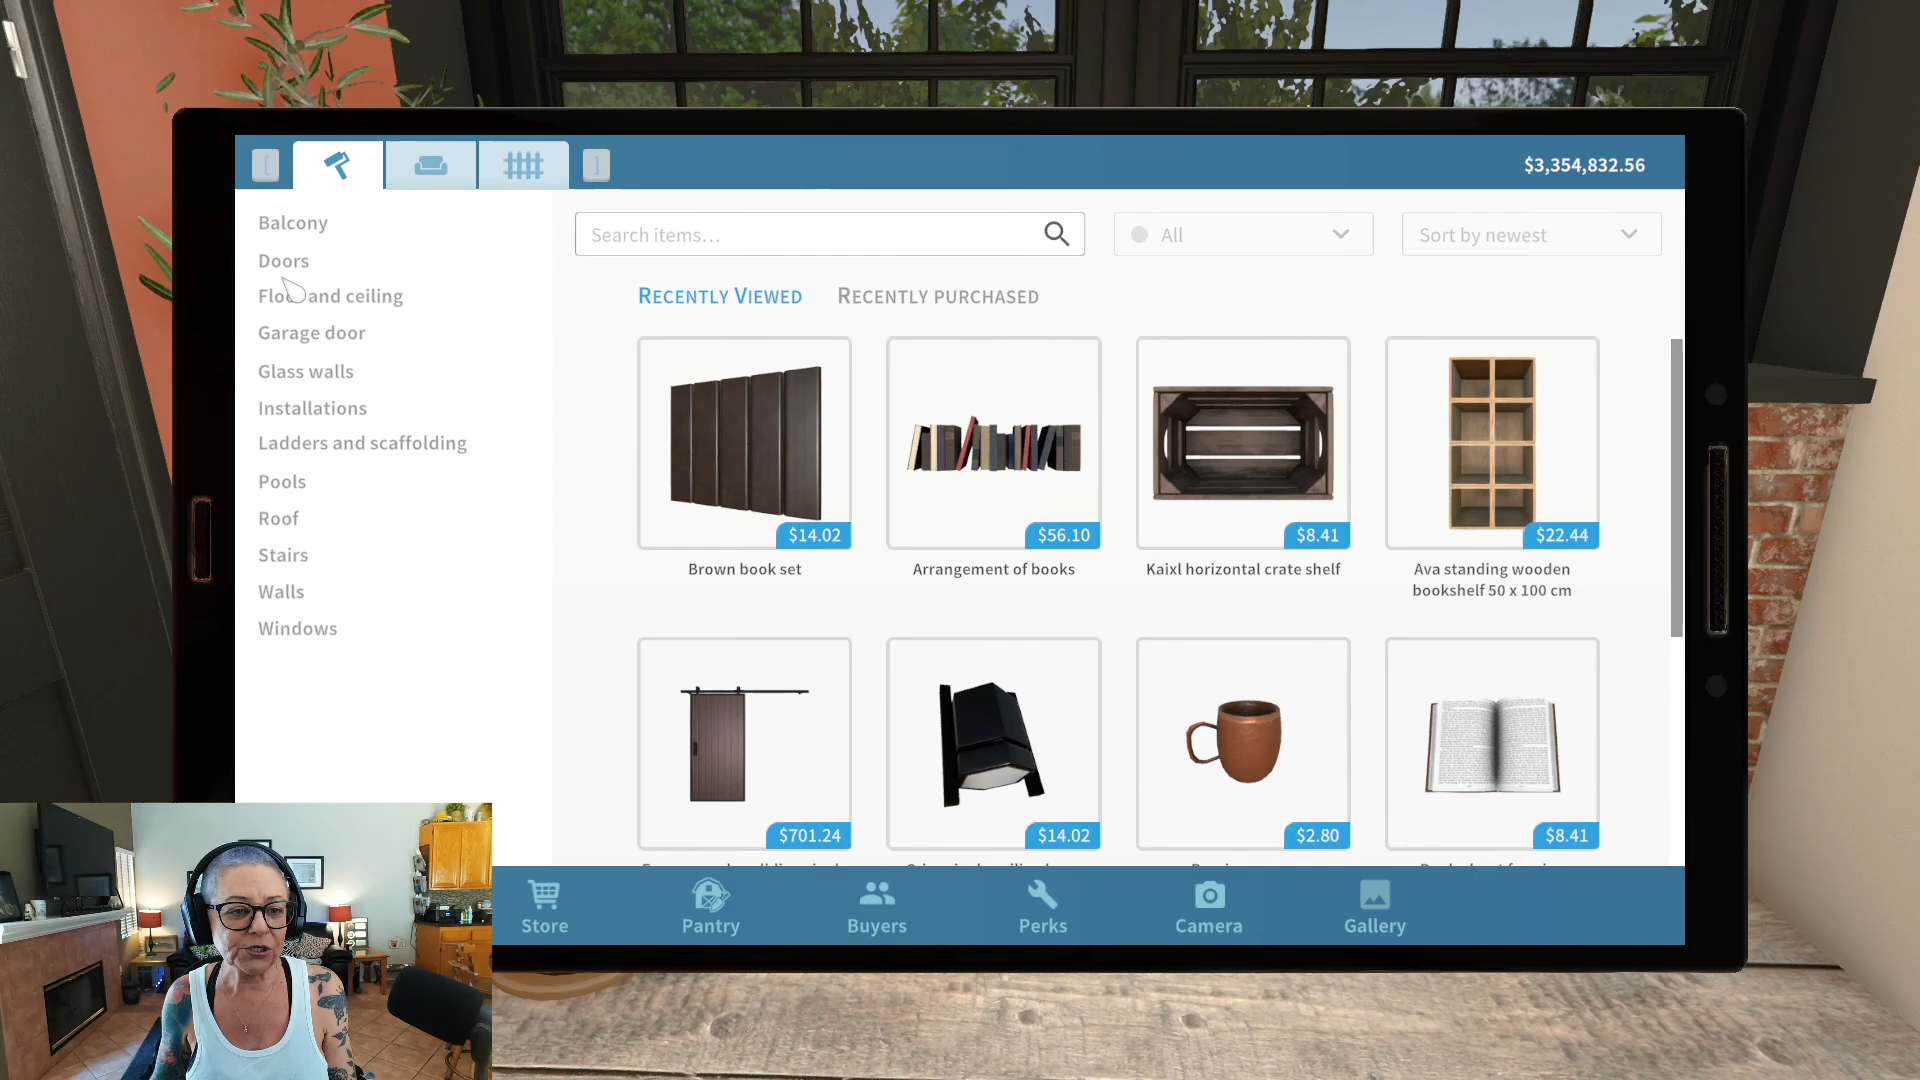 [
]
$3,354,832.56
Balcony
Doors
Floor and ceiling
Garage door
Glass walls
Installations
Ladders and scaffolding
Pools
Roof
Stairs
Walls
Windows
Search items...
All
Sort by newest
RECENTLY VIEWED
RECENTLY PURCHASED
$14.02
Brown book set
$56.10
Arrangement of books
$8.41
Kaixl horizontal crate shelf
$22.44
Ava standing wooden
bookshelf 50 x 100 cm
$701.24
$14.02
$2.80
$8.41
Store
Pantry
Buyers
Perks
Camera
Gallery